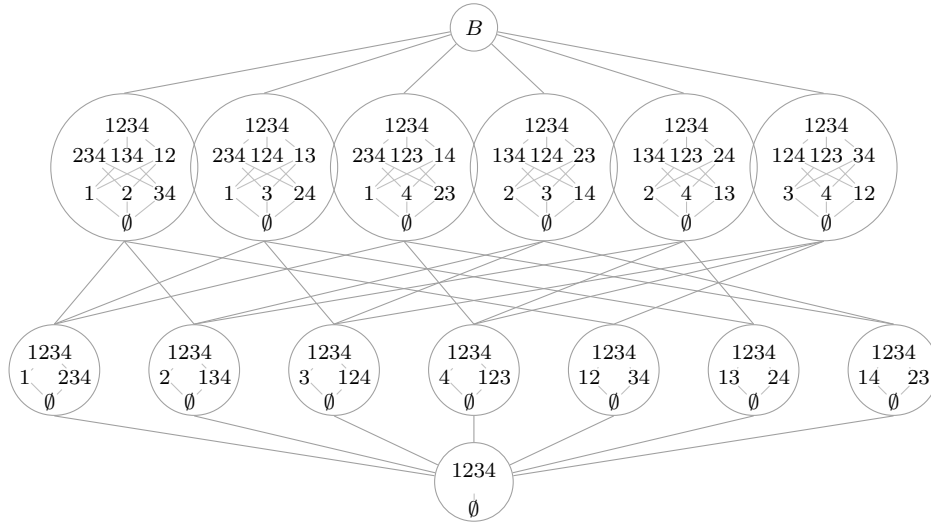 B
1234 1234 1234 1234 1234 1234
234 134 12 234 124 13 234 123 14 134 124 23 134 123 24 124 123 34
1 2 34 1 3 24 1 4 23 2 3 14 2 4 13 3 4 12
∅ ∅ ∅ ∅ ∅ ∅
1234 1234 1234 1234 1234 1234 1234
1 234 2 134 3 124 4 123 12 34 13 24 14 23
∅ ∅ ∅ ∅ ∅ ∅ ∅
1234
∅